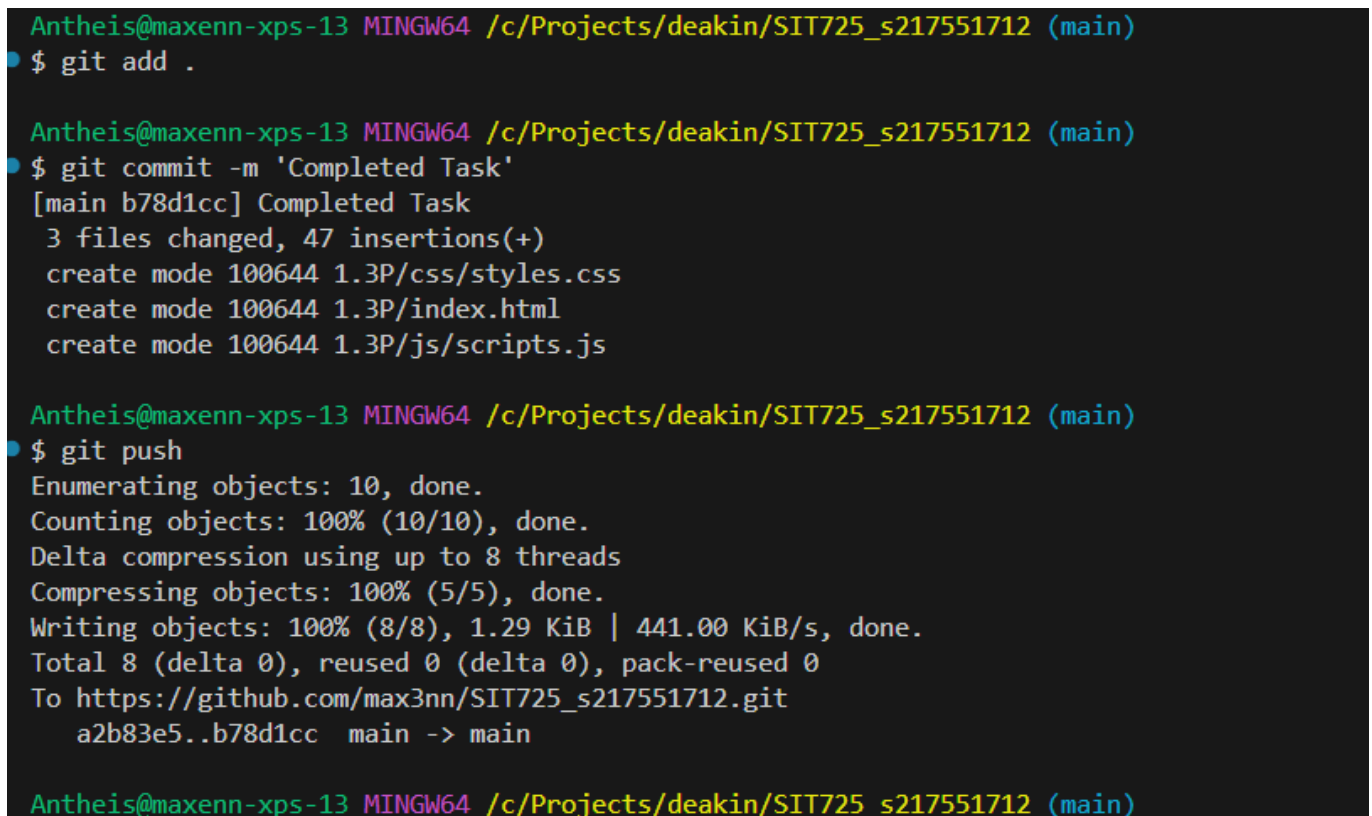 Antheis@maxenn-xps-13 MINGW64 /c/Projects/deakin/SIT725_s217551712 (main)
$ git add .
Antheis@maxenn-xps-13 MINGW64 /c/Projects/deakin/SIT725_s217551712 (main)
$ git commit -m 'Completed Task'
[main b78d1cc] Completed Task
3 files changed, 47 insertions(+)
create mode 100644 1.3P/css/styles.css
create mode 100644 1.3P/index.html
create mode 100644 1.3P/js/scripts.js
Antheis@maxenn-xps-13 MINGW64 /c/Projects/deakin/SIT725_s217551712 (main)
$ git push
Enumerating objects: 10, done.
Counting objects: 100% (10/10), done.
Delta compression using up to 8 threads
Compressing objects: 100% (5/5), done.
Writing objects: 100% (8/8), 1.29 KiB | 441.00 KiB/s, done.
Total 8 (delta 0), reused 0 (delta 0), pack-reused 0
To https://github.com/max3nn/SIT725_s217551712.git
a2b83e5..b78d1cc  main -> main
Antheis@maxenn-xps-13 MINGW64 /c/Projects/deakin/SIT725_s217551712 (main)